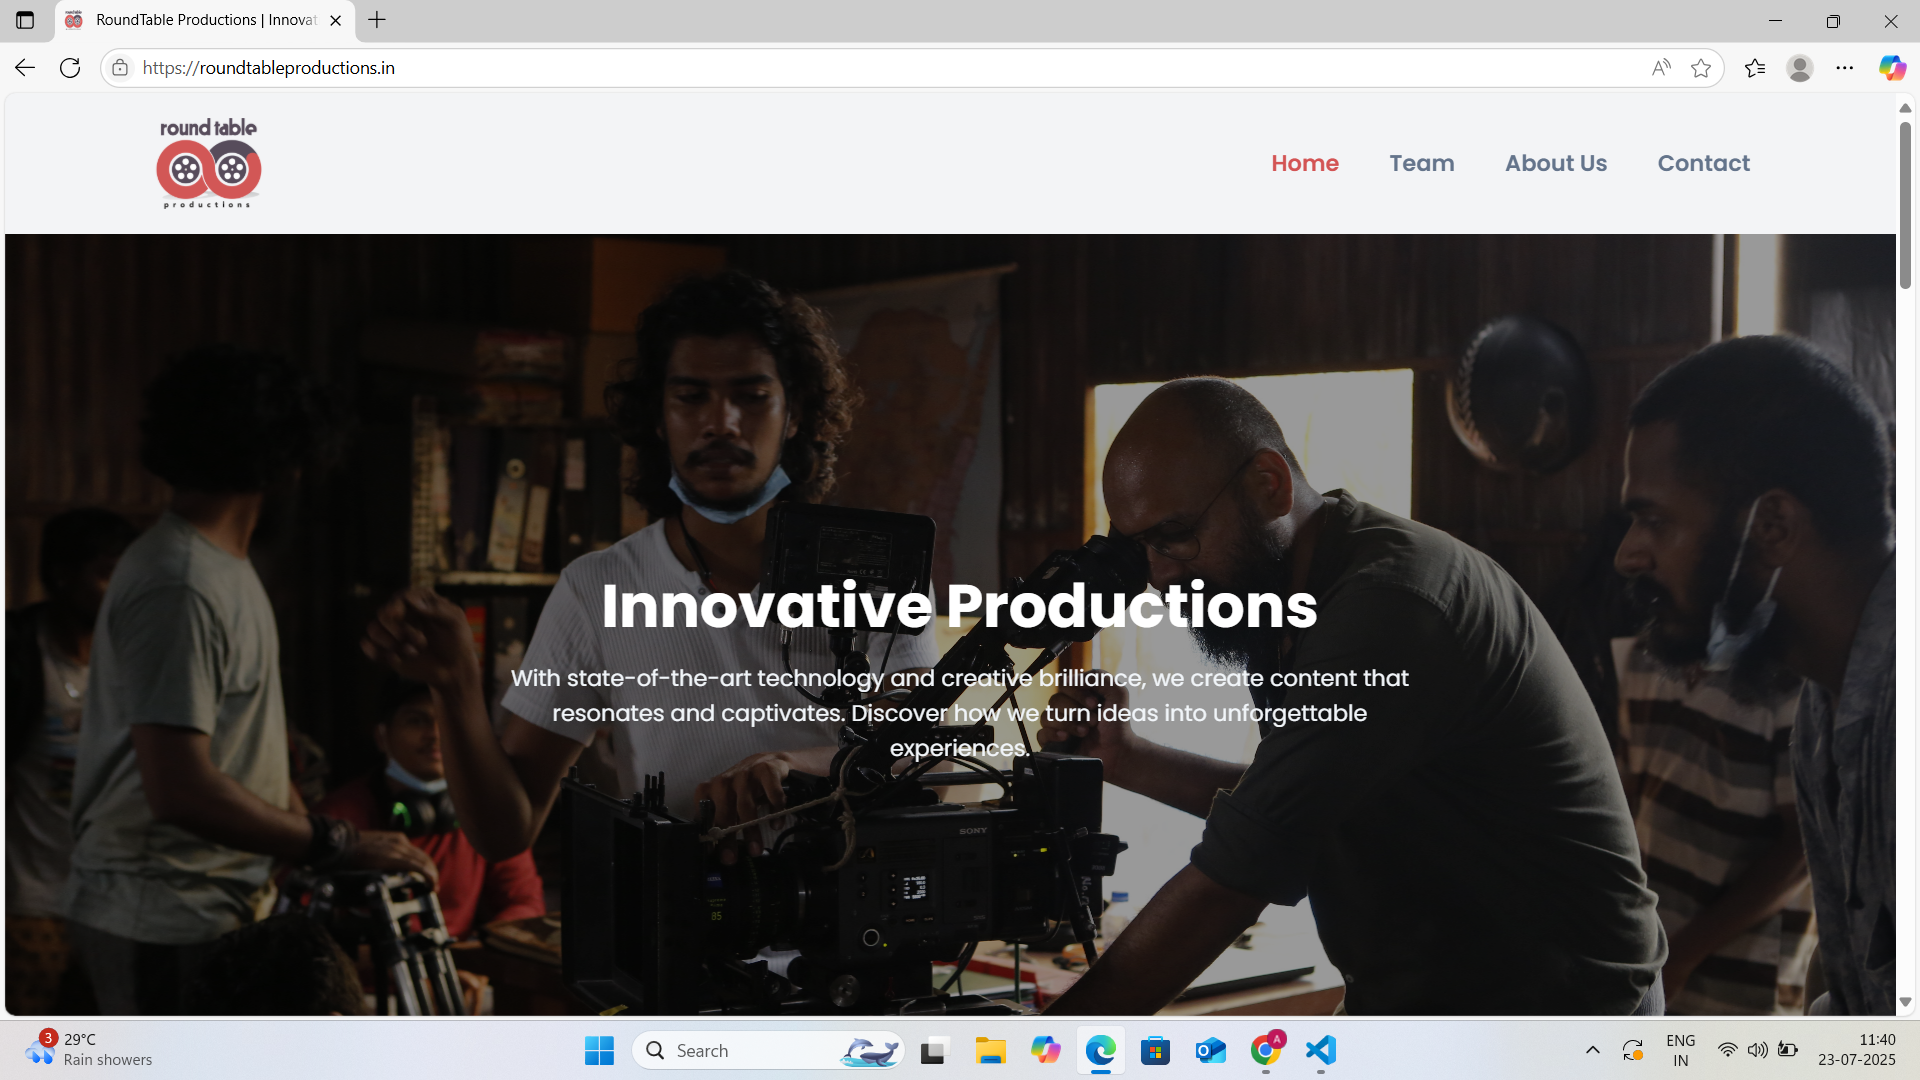 RoundTable Productions | Innovat
https://roundtableproductions.in
round table
productions
Home
Team
About Us
Contact
Innovative Productions
With state-of-the-art technology and creative brilliance, we create content that
resonates and captivates. Discover how we turn ideas into unforgettable
experiences.
SONY
85
3
29°C
Rain showers
Search
A
ENG
IN
11:40
23-07-2025